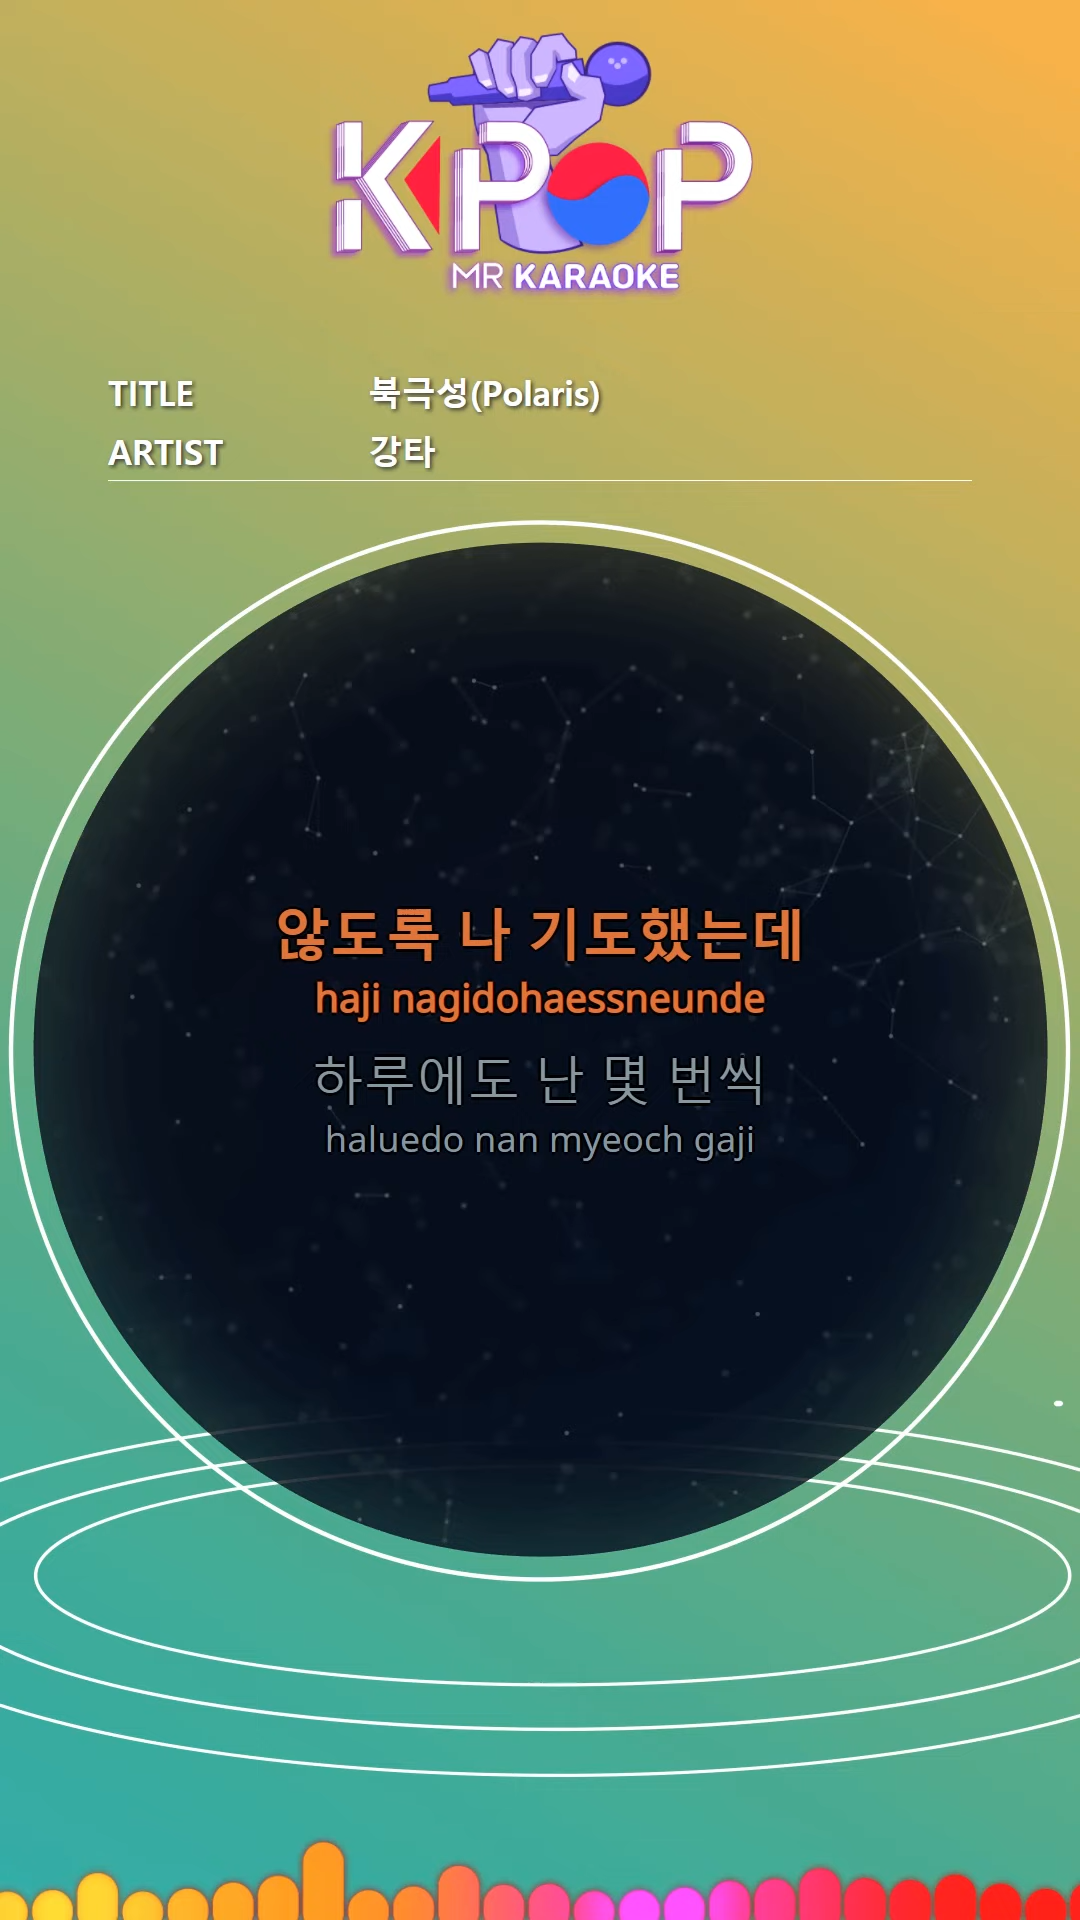 KPOP
MR KARAOKE
TITLE 북극성(Polaris)
ARTIST 강타
않도록 나 기도했는데
haji nagidohaessneunde
하루에도 난 몇 번씩
haluedo nan myeoch gaji